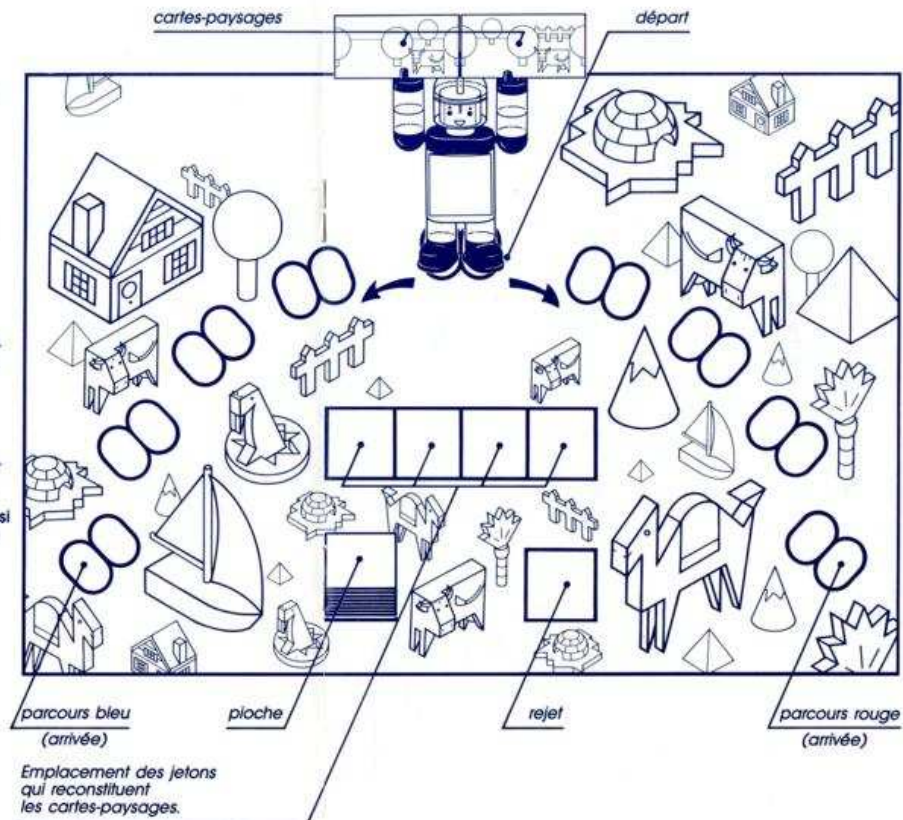 cartes-paysages
départ
si
parcours bleu
(arrivée)
pioche
rejet
parcours rouge
(arrivée)
Emplacement des jetons
qui reconstituent
les cartes-paysages.